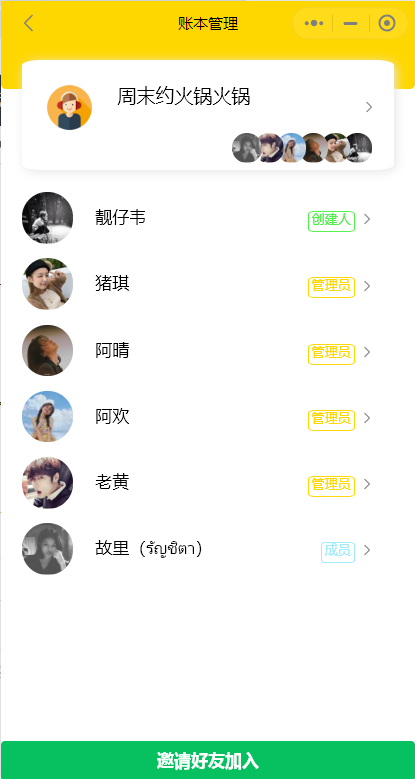 账本管理
周末约火锅火锅
靓仔韦 创建人
猪琪 管理员
阿晴 管理员
阿欢 管理员
老黄 管理员
故里（รัญชิตา） 成员
邀请好友加入